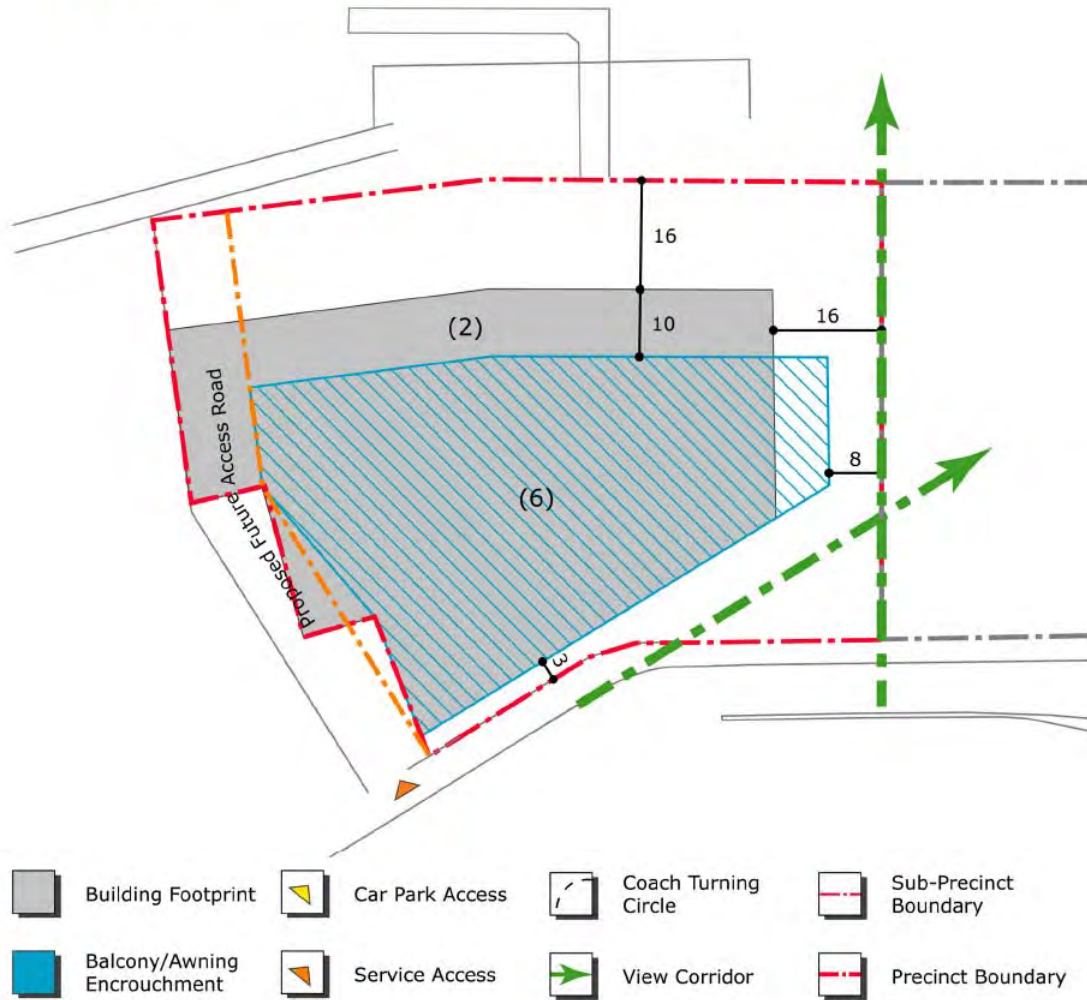 16
(2)
10
16
Proposed Future Access Road
8
(6)
3
Building Footprint
Car Park Access
Coach Turning
Circle
Sub-Precinct
Boundary
Balcony/Awning
Encrouchment
Service Access
View Corridor
Precinct Boundary